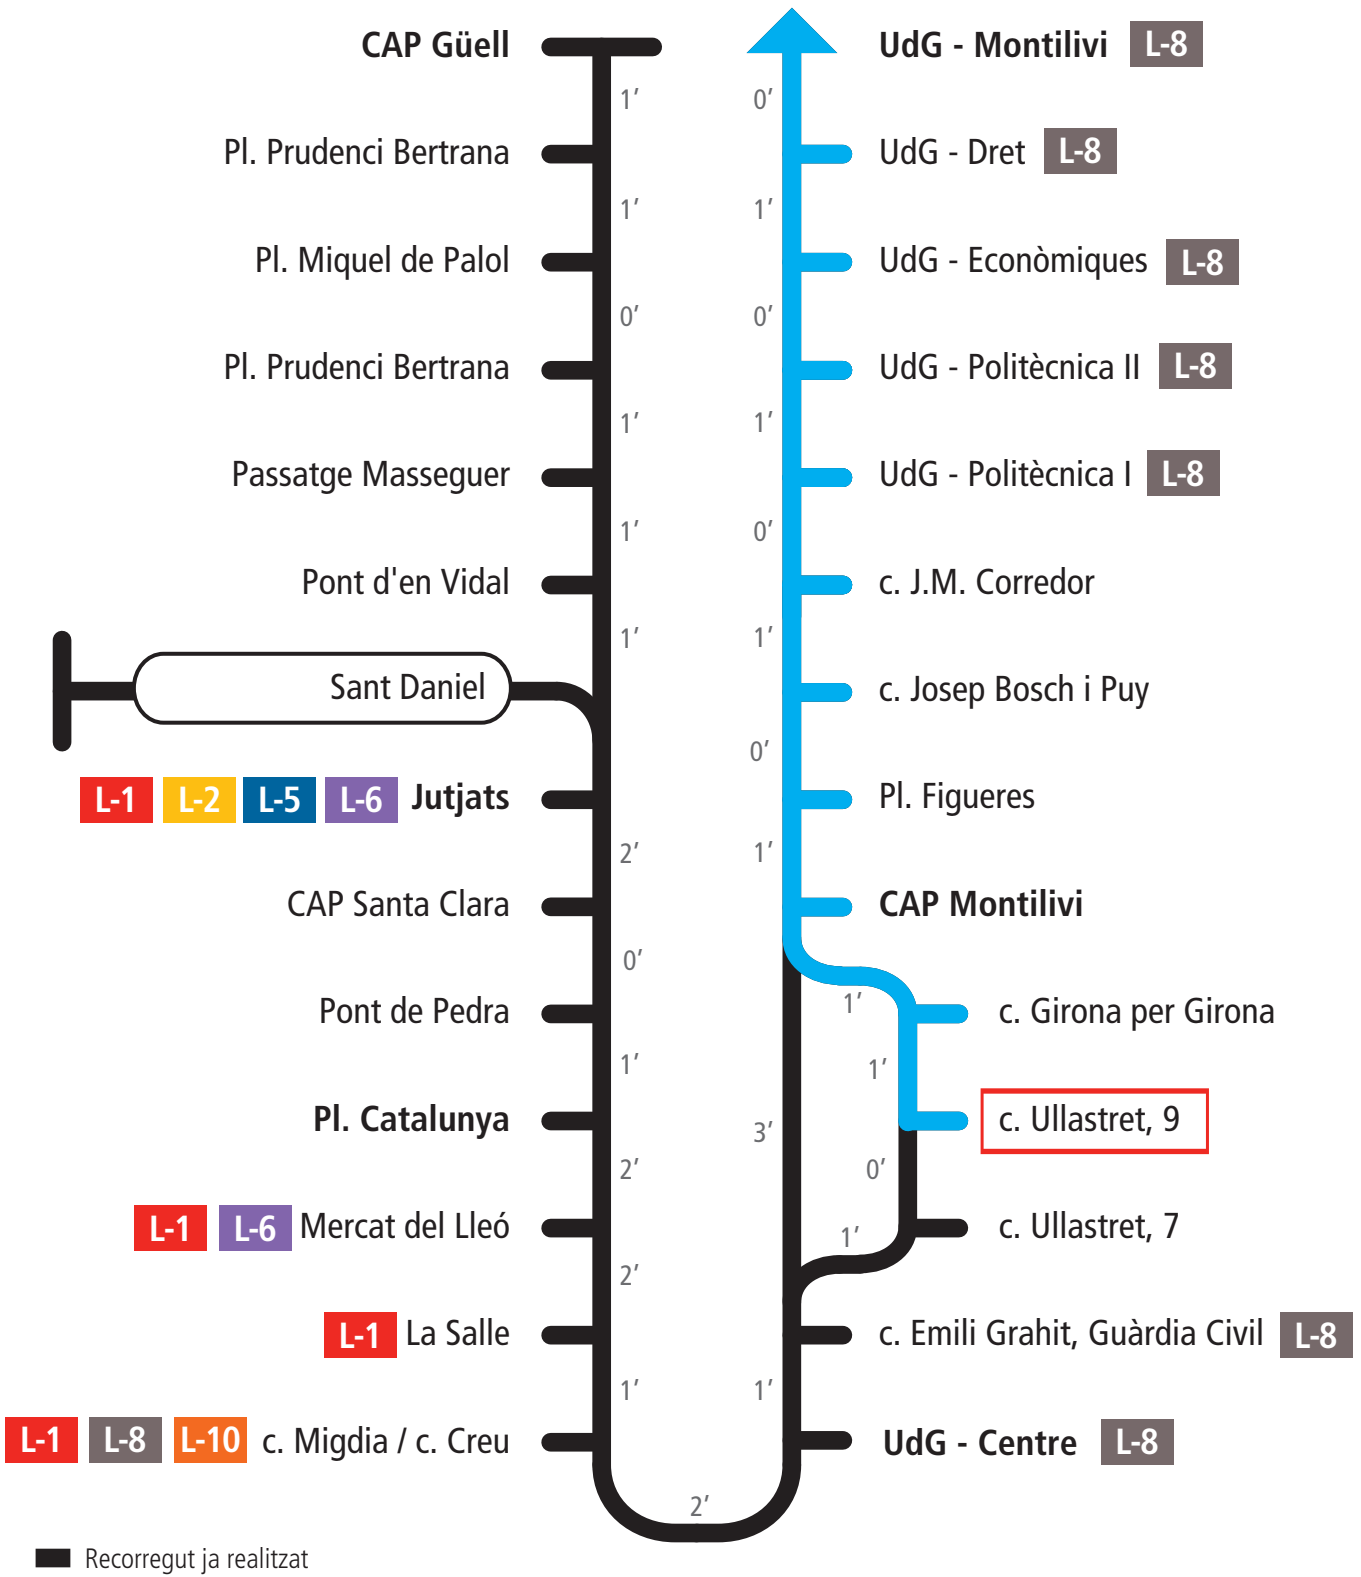 CAP Güell
1’
Pl. Prudenci Bertrana
1’
Pl. Miquel de Palol
0’
Pl. Prudenci Bertrana
1’
Passatge Masseguer
1’
Pont d'en Vidal
1’
Sant Daniel
L-1 L-2 L-5 L-6 Jutjats
2’
CAP Santa Clara
0’
Pont de Pedra
1’
Pl. Catalunya
2’
L-1 L-6 Mercat del Lleó
2’
L-1 La Salle
1’
L-1 L-8 L-10 c. Migdia / c. Creu
2’
UdG - Montilivi L-8
0’
UdG - Dret L-8
1’
UdG - Econòmiques L-8
0’
UdG - Politècnica II L-8
1’
UdG - Politècnica I L-8
0’
c. J.M. Corredor
1’
c. Josep Bosch i Puy
0’
Pl. Figueres
1’
CAP Montilivi
1’
c. Girona per Girona
1’
c. Ullastret, 9
3’
0’
c. Ullastret, 7
1’
c. Emili Grahit, Guàrdia Civil L-8
1’
UdG - Centre L-8
Recorregut ja realitzat